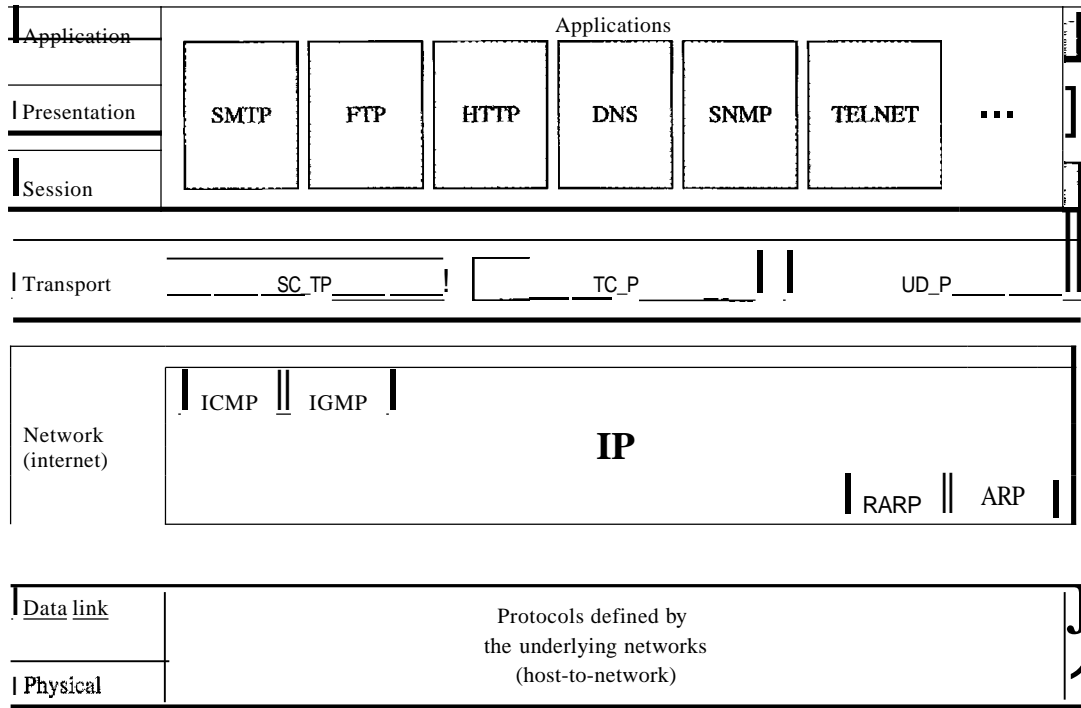 Applications
Application
Presentation
Session
SMTP FTP HTTP DNS SNMP TELNET ...
Transport SC_TP TC_P UD_P
ICMP IGMP
Network
(internet)
IP
RARP ARP
Data link
Physical
Protocols defined by
the underlying networks
(host-to-network)